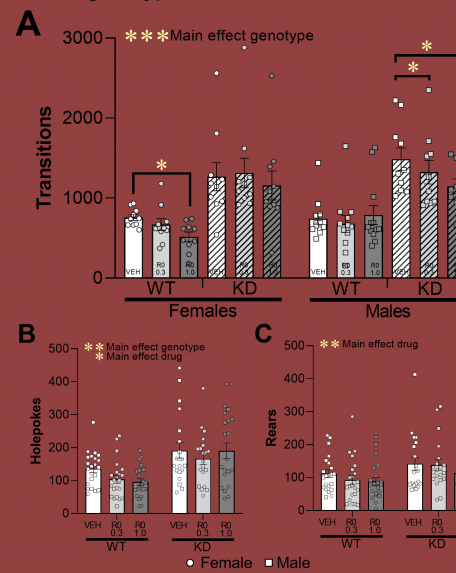 A
*** Main effect genotype
Transitions
3000
2000
1000
0
*
*
*
VEH R0 0.3 R0 1.0 VEH R0 0.3 R0 1.0 VEH R0 0.3 R0 1.0 VEH R0 0.3
WT KD WT KD
Females Males
B
** Main effect genotype
* Main effect drug
Holepokes
500
400
300
200
100
0
VEH R0 0.3 R0 1.0 VEH R0 0.3 R0 1.0
WT KD
C
** Main effect drug
Rears
500
400
300
200
100
0
VEH R0 0.3 R0 1.0 VEH R0 0.3
WT KD
Female Male